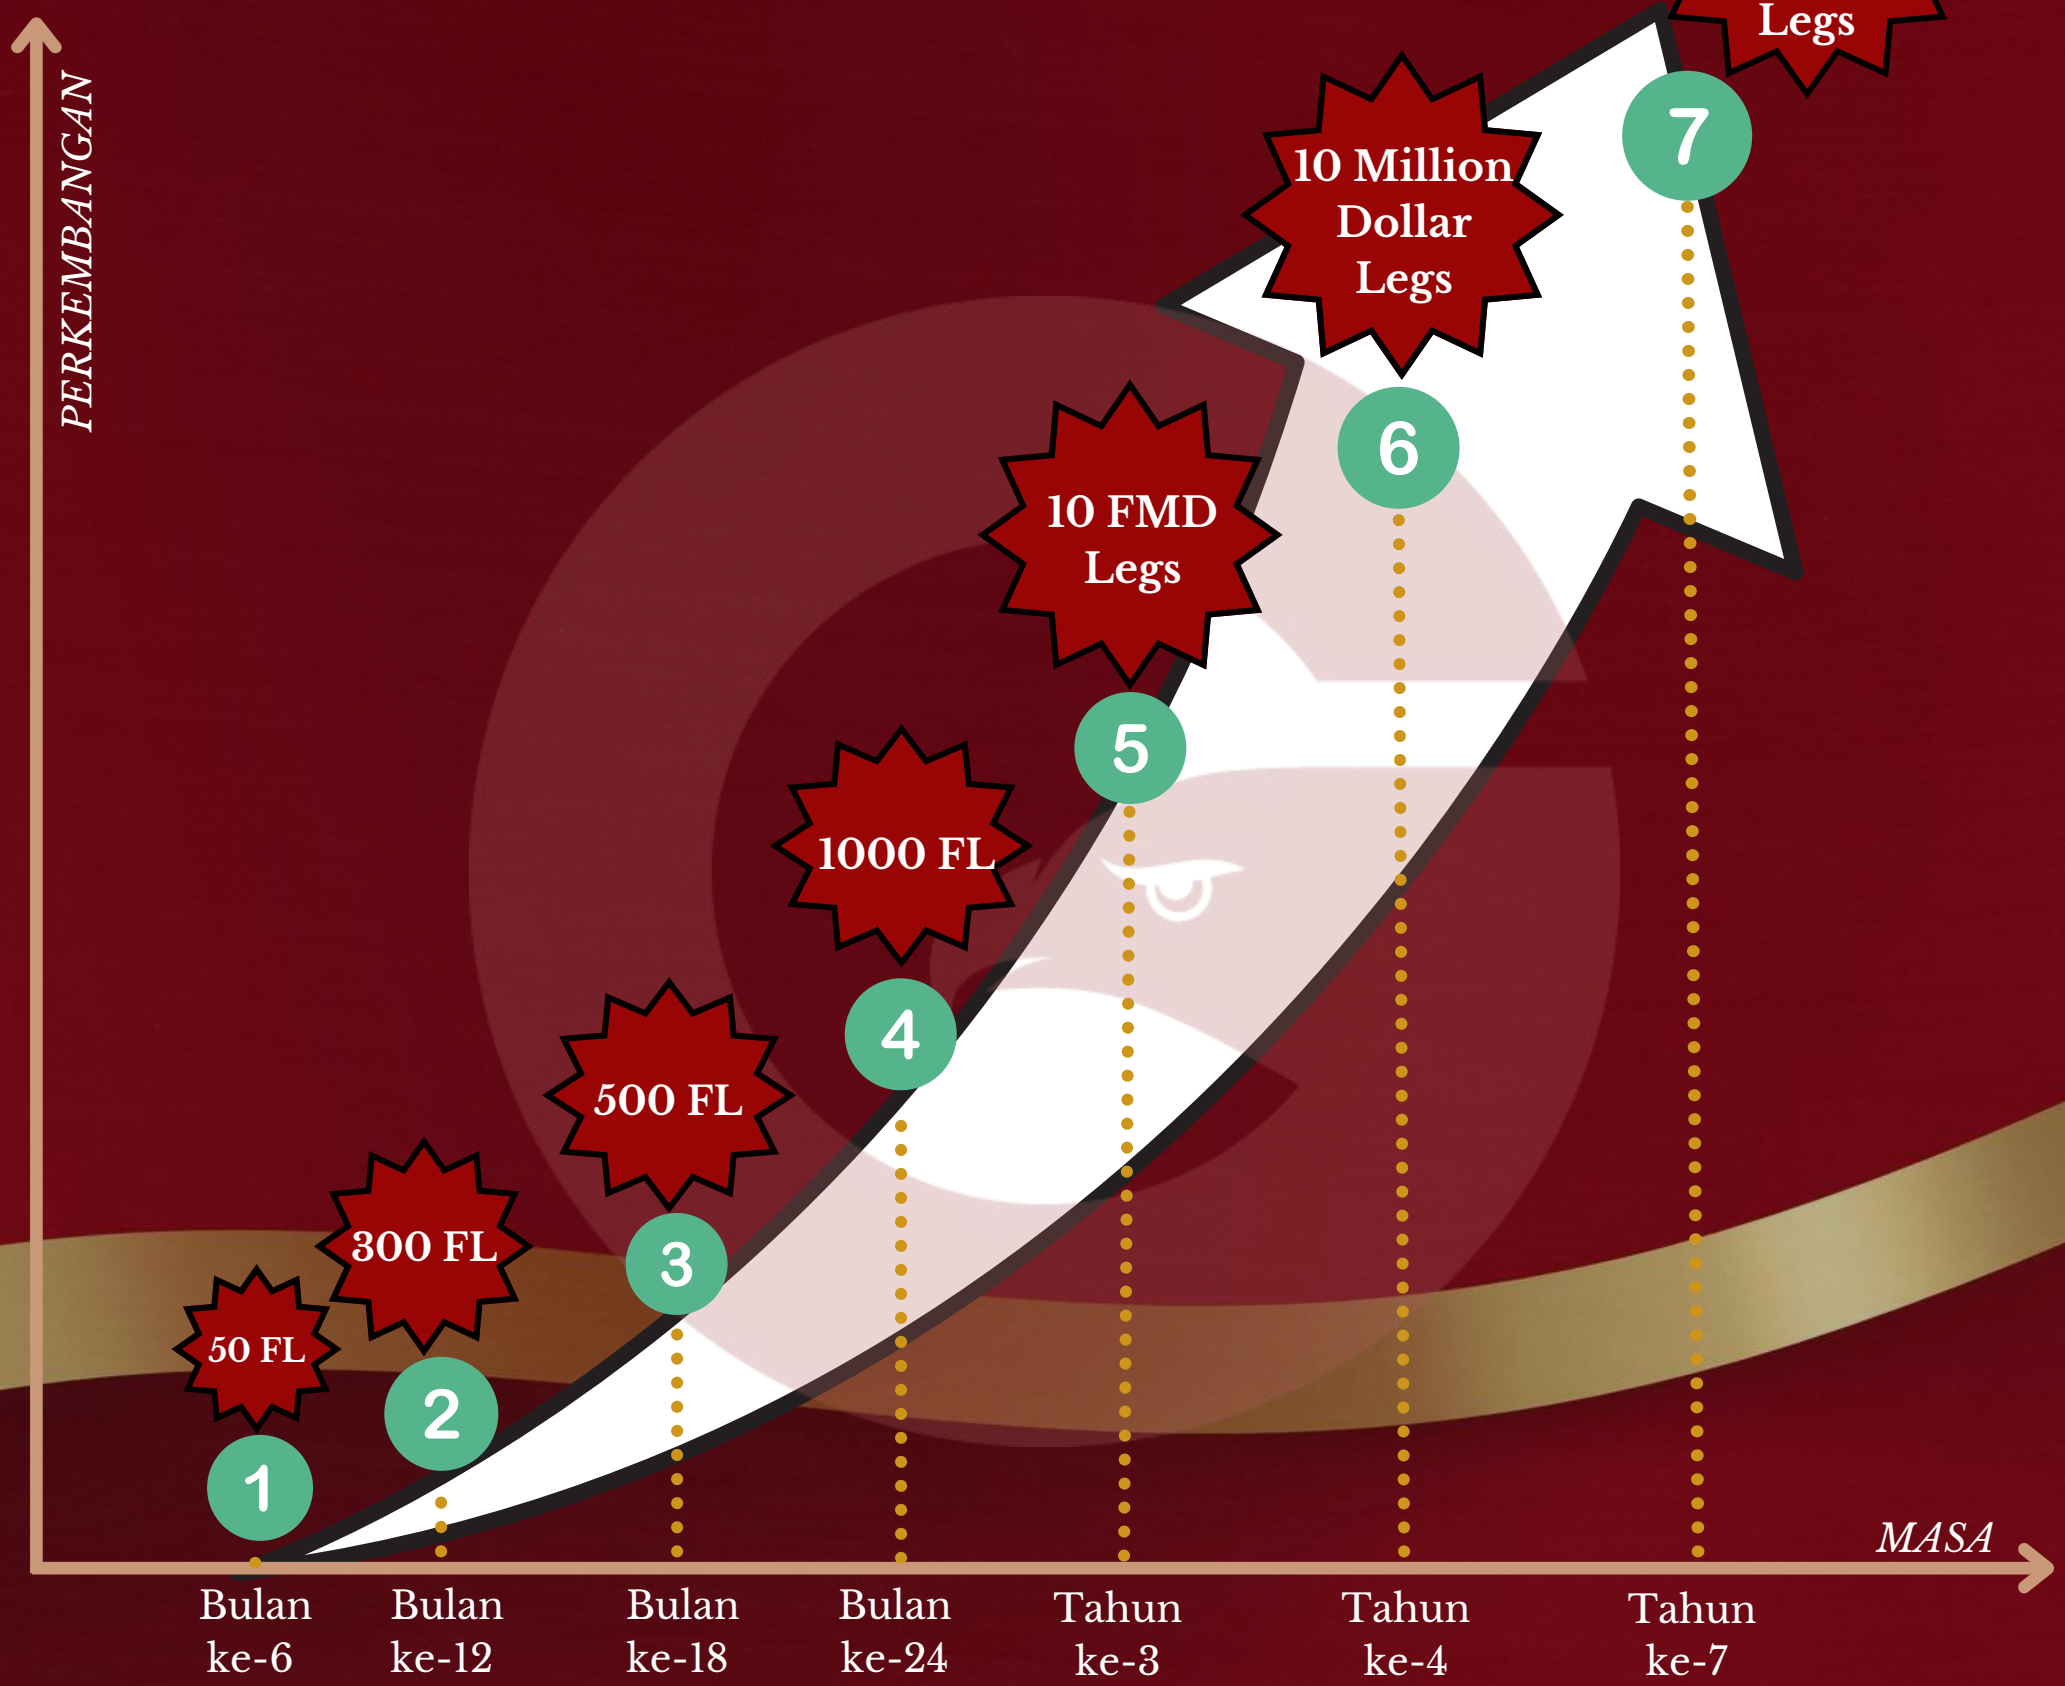 PERKEMBANGAN
Legs
7
10 Million
Dollar
Legs
6
10 FMD
Legs
5
1000 FL
4
500 FL
3
300 FL
2
50 FL
1
MASA
Bulan
ke-6
Bulan
ke-12
Bulan
ke-18
Bulan
ke-24
Tahun
ke-3
Tahun
ke-4
Tahun
ke-7